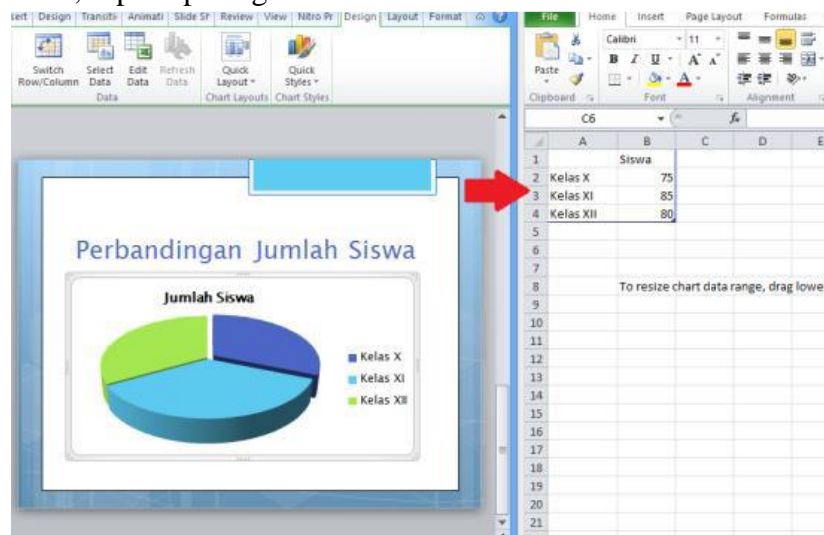 Design Transiti Animati Slide Sh Review View Nitro Pr Design Layout Format
Switch Row/Column
Select Data
Edit Data
Refresh Data
Quick Layout
Quick Styles
Data Chart Layouts Chart Styles
Perbandingan Jumlah Siswa
Jumlah Siswa
Kelas X
Kelas XI
Kelas XII
File Home Insert Page Layout Formulas
Paste
Calibri 11
B I U A A
Clipboard Font Alignment
C6 fx
A B C D E
1 Siswa
2 Kelas X 75
3 Kelas XI 85
4 Kelas XII 80
5
6
7
8 To resize chart data range, drag lowe
9
10
11
12
13
14
15
16
17
18
19
20
21